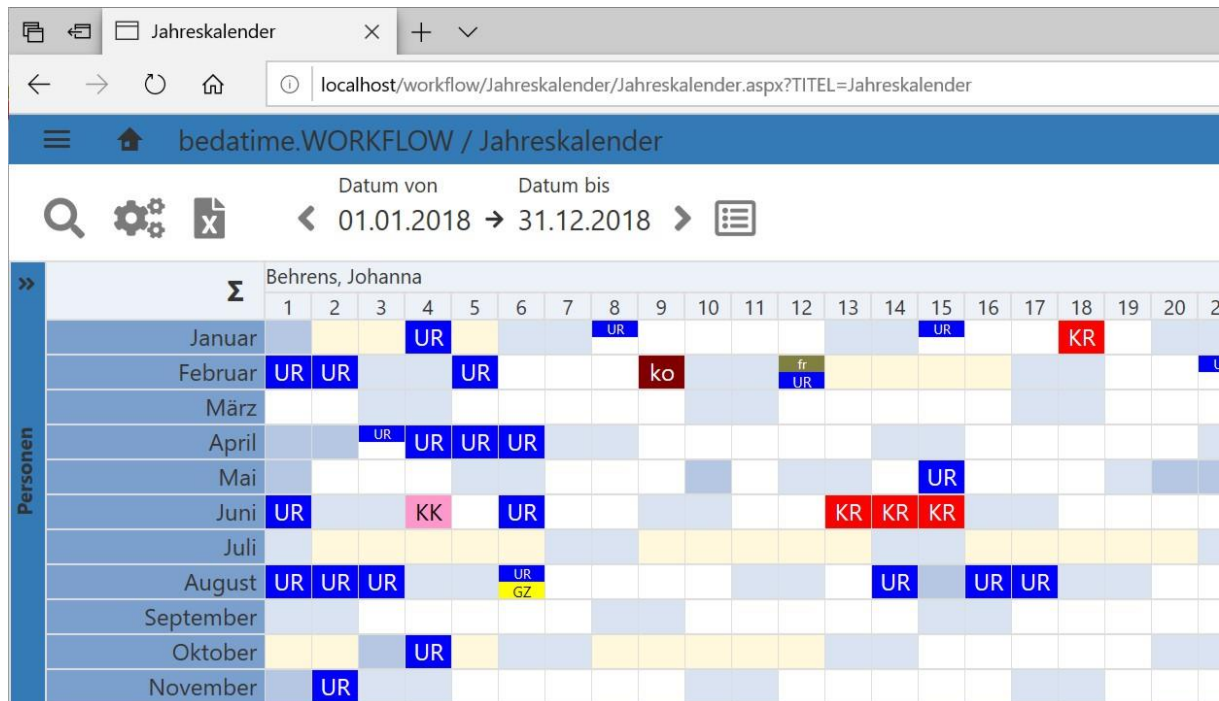 Jahreskalender
localhost/workflow/Jahreskalender/Jahreskalender.aspx?TITEL=Jahreskalender
bedatime.WORKFLOW / Jahreskalender
Datum von Datum bis
01.01.2018 → 31.12.2018
Personen
Σ Behrens, Johanna
1 2 3 4 5 6 7 8 9 10 11 12 13 14 15 16 17 18 19 20
Januar UR UR UR KR
Februar UR UR UR ko fr UR
März
April UR UR UR UR
Mai UR
Juni UR KK UR KR KR KR
Juli
August UR UR UR UR GZ UR UR UR
September
Oktober UR
November UR